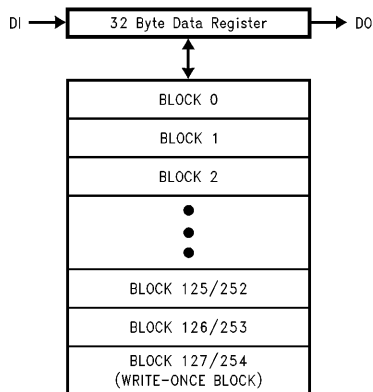 DI
32 Byte Data Register
DO
BLOCK 0
BLOCK 1
BLOCK 2
BLOCK 125/252
BLOCK 126/253
BLOCK 127/254
(WRITE-ONCE BLOCK)